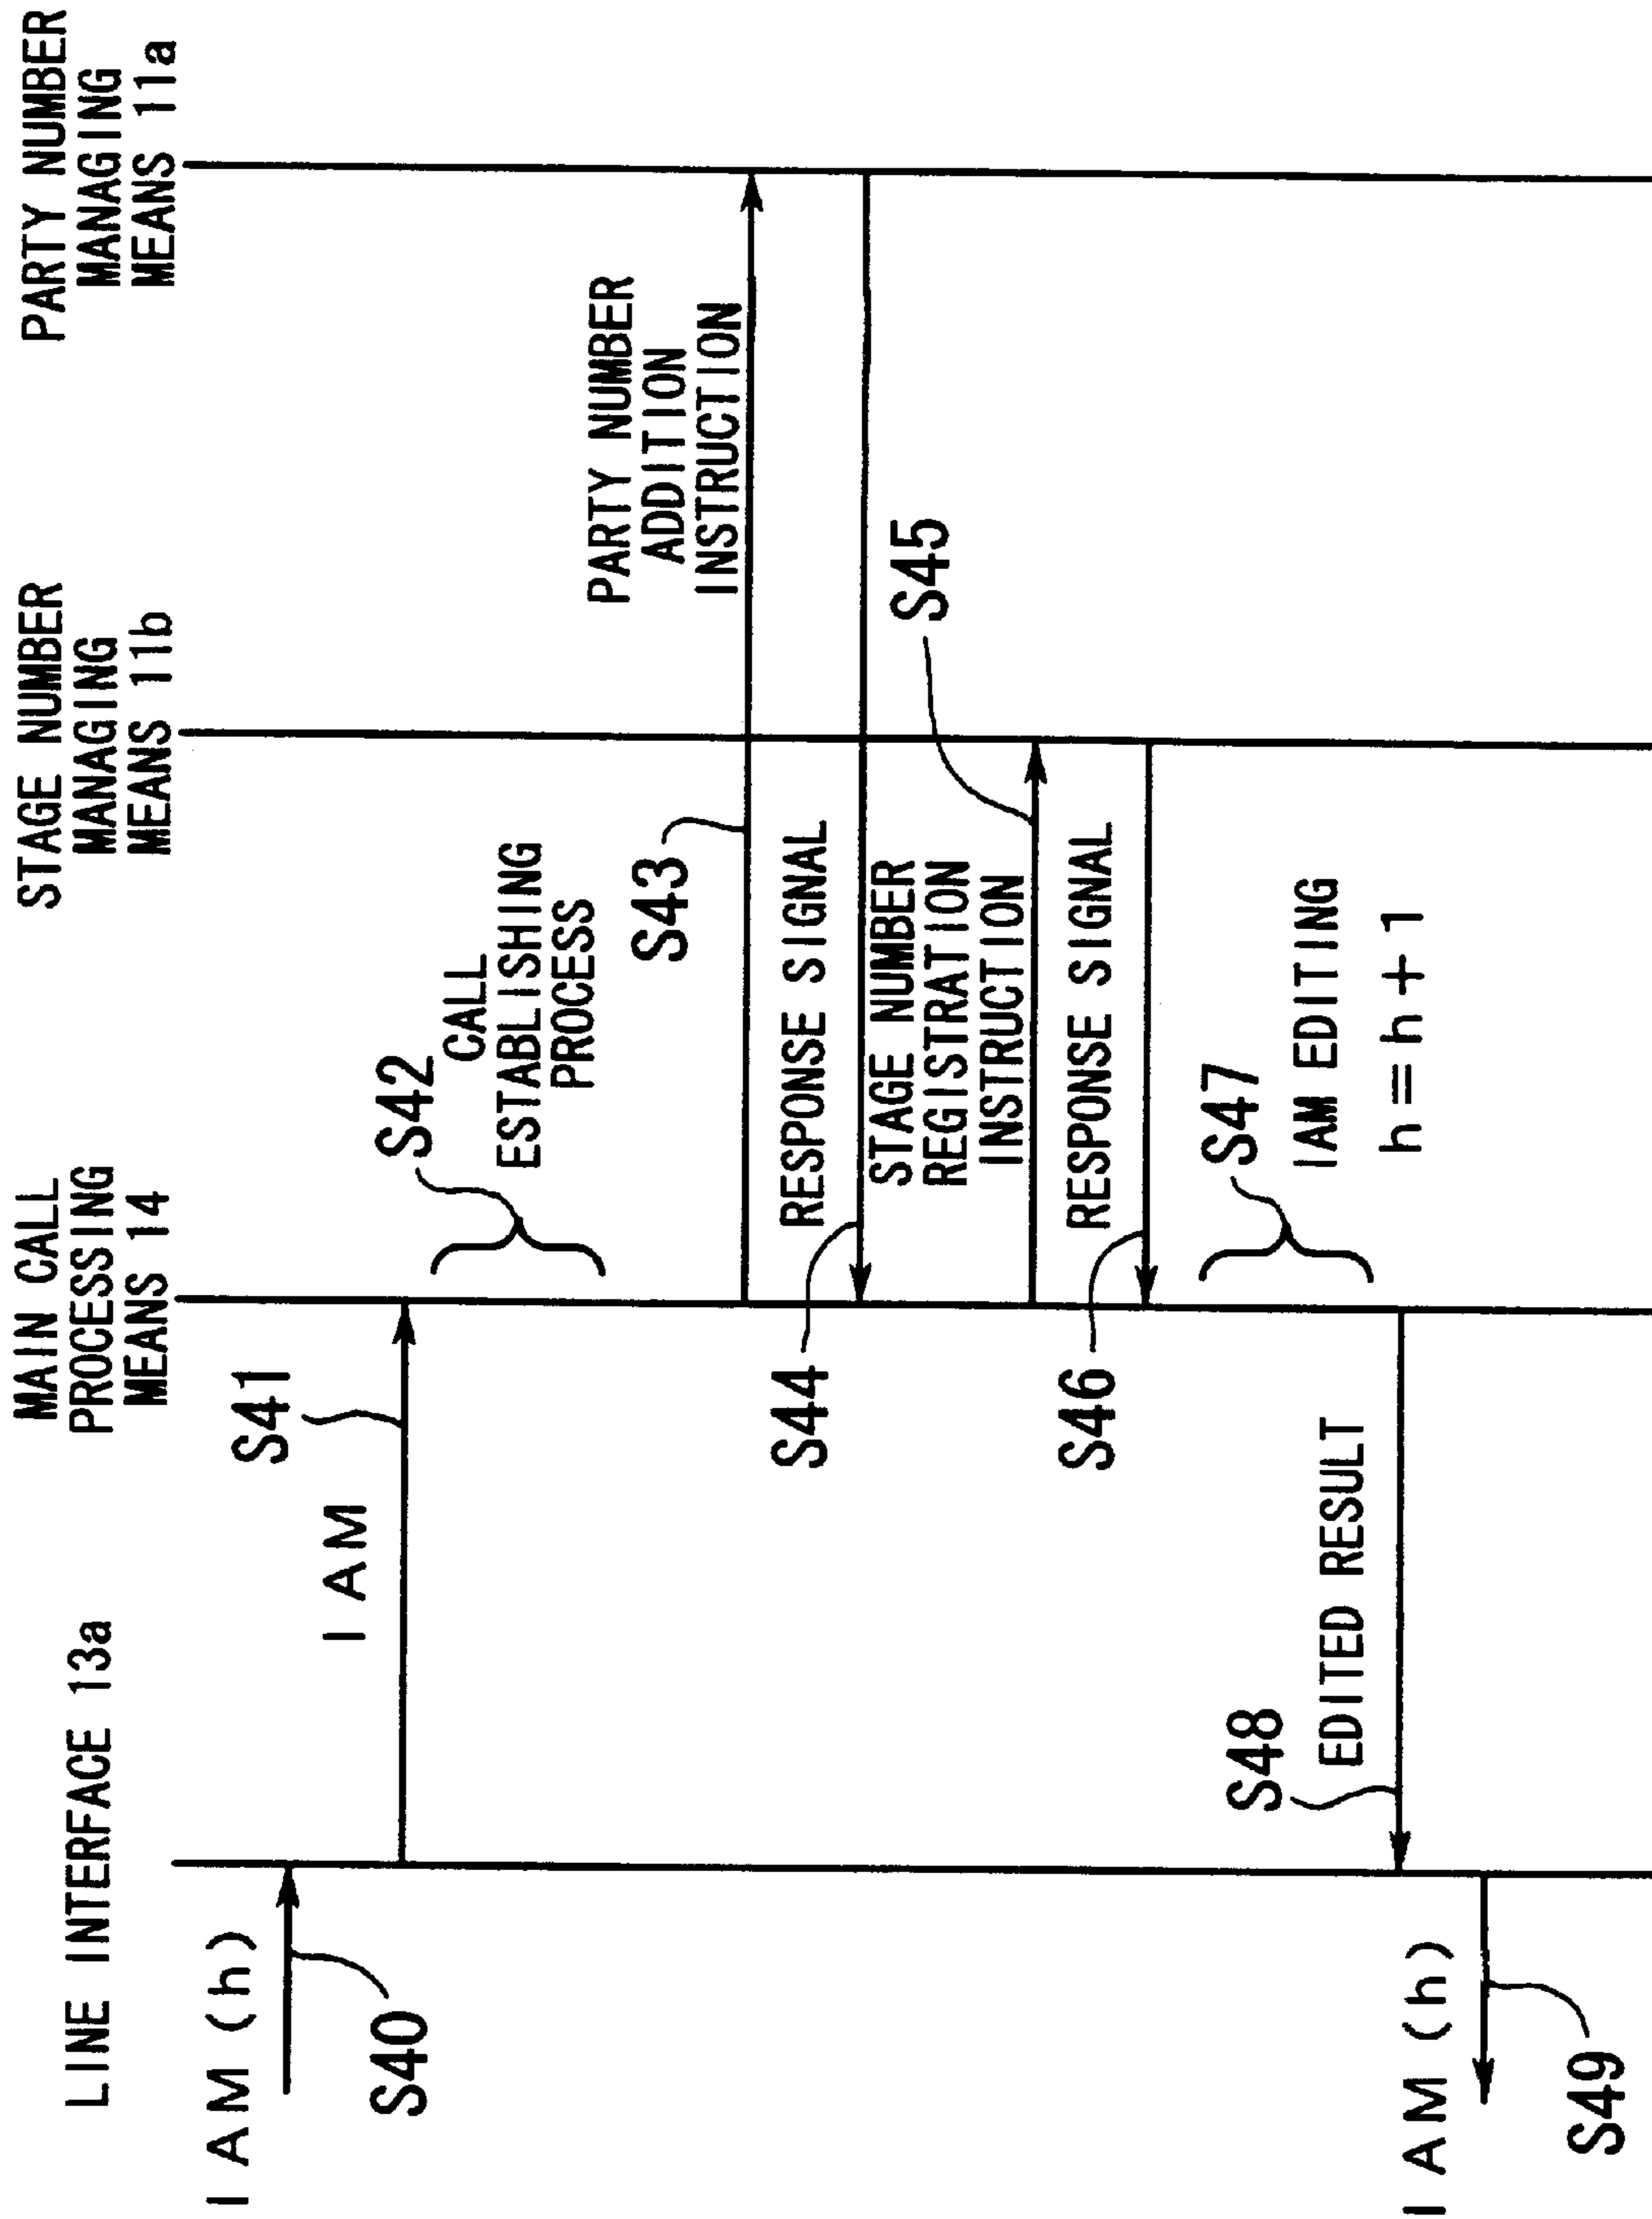 LINE INTERFACE 13a
MAIN CALL
PROCESSING
MEANS 14
STAGE NUMBER
MANAGING
MEANS 11b
PARTY NUMBER
MANAGING
MEANS 11a
IAM (h)
S40
IAM
S41
S42
CALL
ESTABLISHING
PROCESS
S43
PARTY NUMBER
ADDITION
INSTRUCTION
RESPONSE SIGNAL
S44
STAGE NUMBER
REGISTRATION
INSTRUCTION
S45
RESPONSE SIGNAL
S46
S47
IAM EDITING
h=h+1
S48
EDITED RESULT
IAM (h)
S49